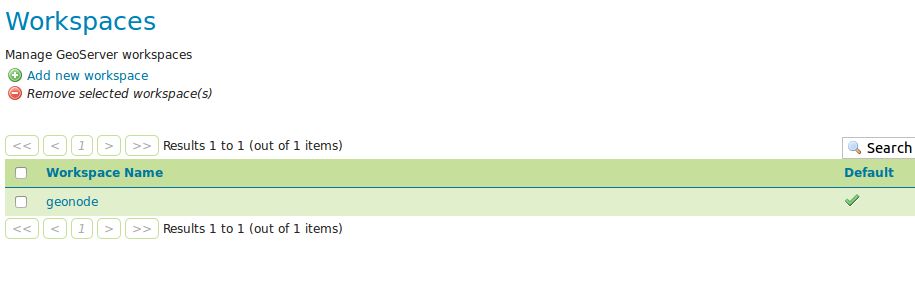 Workspaces
Manage GeoServer workspaces
Add new workspace
Remove selected workspace(s)
<< < 1 > >> Results 1 to 1 (out of 1 items) Search
Workspace Name Default
geonode
<< < 1 > >> Results 1 to 1 (out of 1 items)